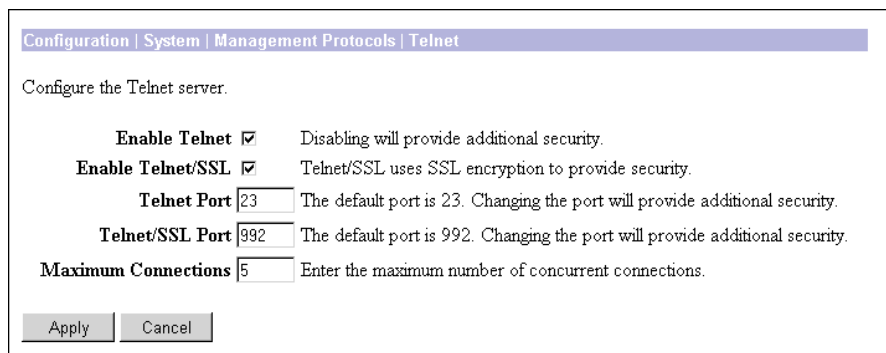 Configuration | System | Management Protocols | Telnet
Configure the Telnet server.
Enable Telnet Disabling will provide additional security.
Enable Telnet/SSL Telnet/SSL uses SSL encryption to provide security.
Telnet Port 23 The default port is 23. Changing the port will provide additional security.
Telnet/SSL Port 992 The default port is 992. Changing the port will provide additional security.
Maximum Connections 5 Enter the maximum number of concurrent connections.
Apply Cancel